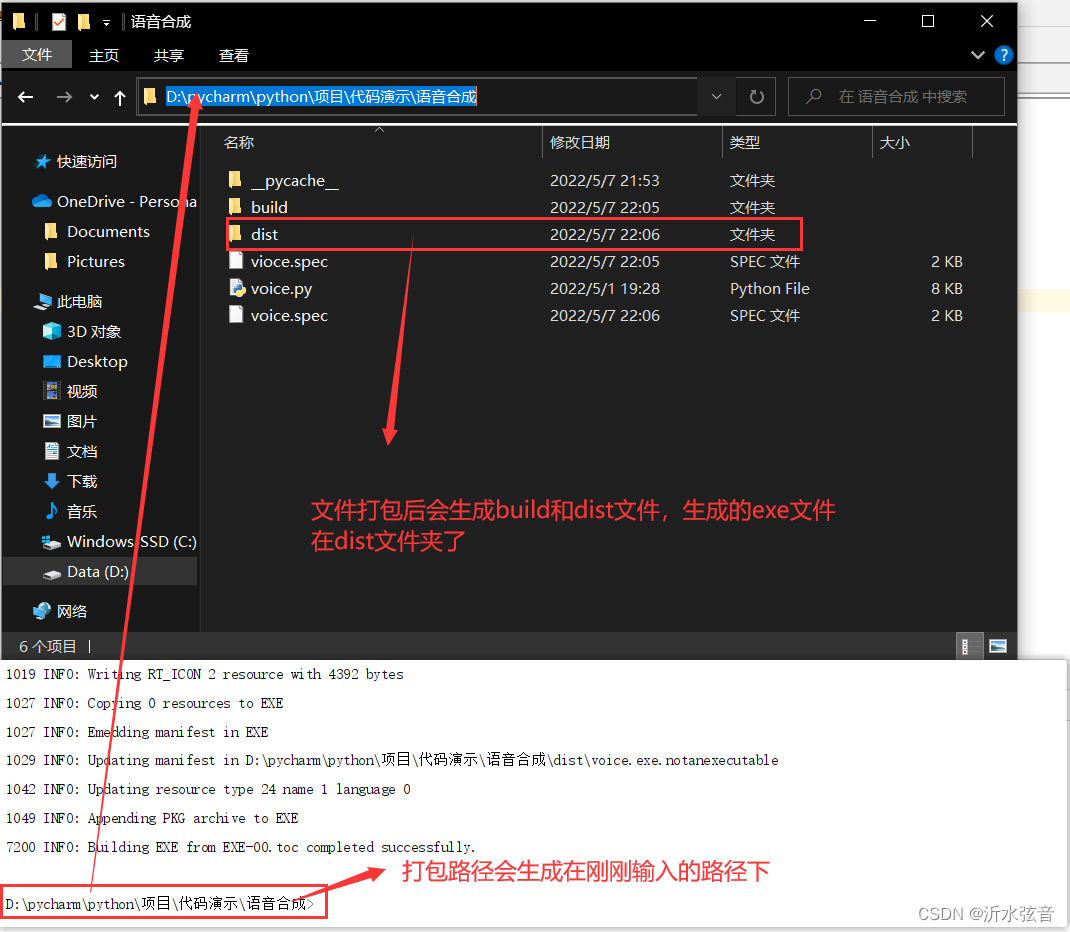 语音合成
文件 主页 共享 查看
D:\pycharm\python\项目\代码演示\语音合成 在 语音合成 中搜索
名称 修改日期 类型 大小
快速访问
OneDrive - Persona
Documents
Pictures
此电脑
3D 对象
Desktop
视频
图片
文档
下载
音乐
Windows SSD (C:)
Data (D:)
网络
__pycache__ 2022/5/7 21:53 文件夹
build 2022/5/7 22:05 文件夹
dist 2022/5/7 22:06 文件夹
vioce.spec 2022/5/7 22:05 SPEC 文件 2 KB
voice.py 2022/5/1 19:28 Python File 8 KB
voice.spec 2022/5/7 22:06 SPEC 文件 2 KB
文件打包后会生成build和dist文件，生成的exe文件
在dist文件夹了
6 个项目
1019 INFO: Writing RT_ICON 2 resource with 4392 bytes
1027 INFO: Copying 0 resources to EXE
1027 INFO: Emedding manifest in EXE
1029 INFO: Updating manifest in D:\pycharm\python\项目\代码演示\语音合成\dist\voice.exe.notanexecutable
1042 INFO: Updating resource type 24 name 1 language 0
1049 INFO: Appending PKG archive to EXE
7200 INFO: Building EXE from EXE-00.toc completed successfully.
打包路径会生成在刚刚输入的路径下
D:\pycharm\python\项目\代码演示\语音合成>
CSDN @沂水弦音